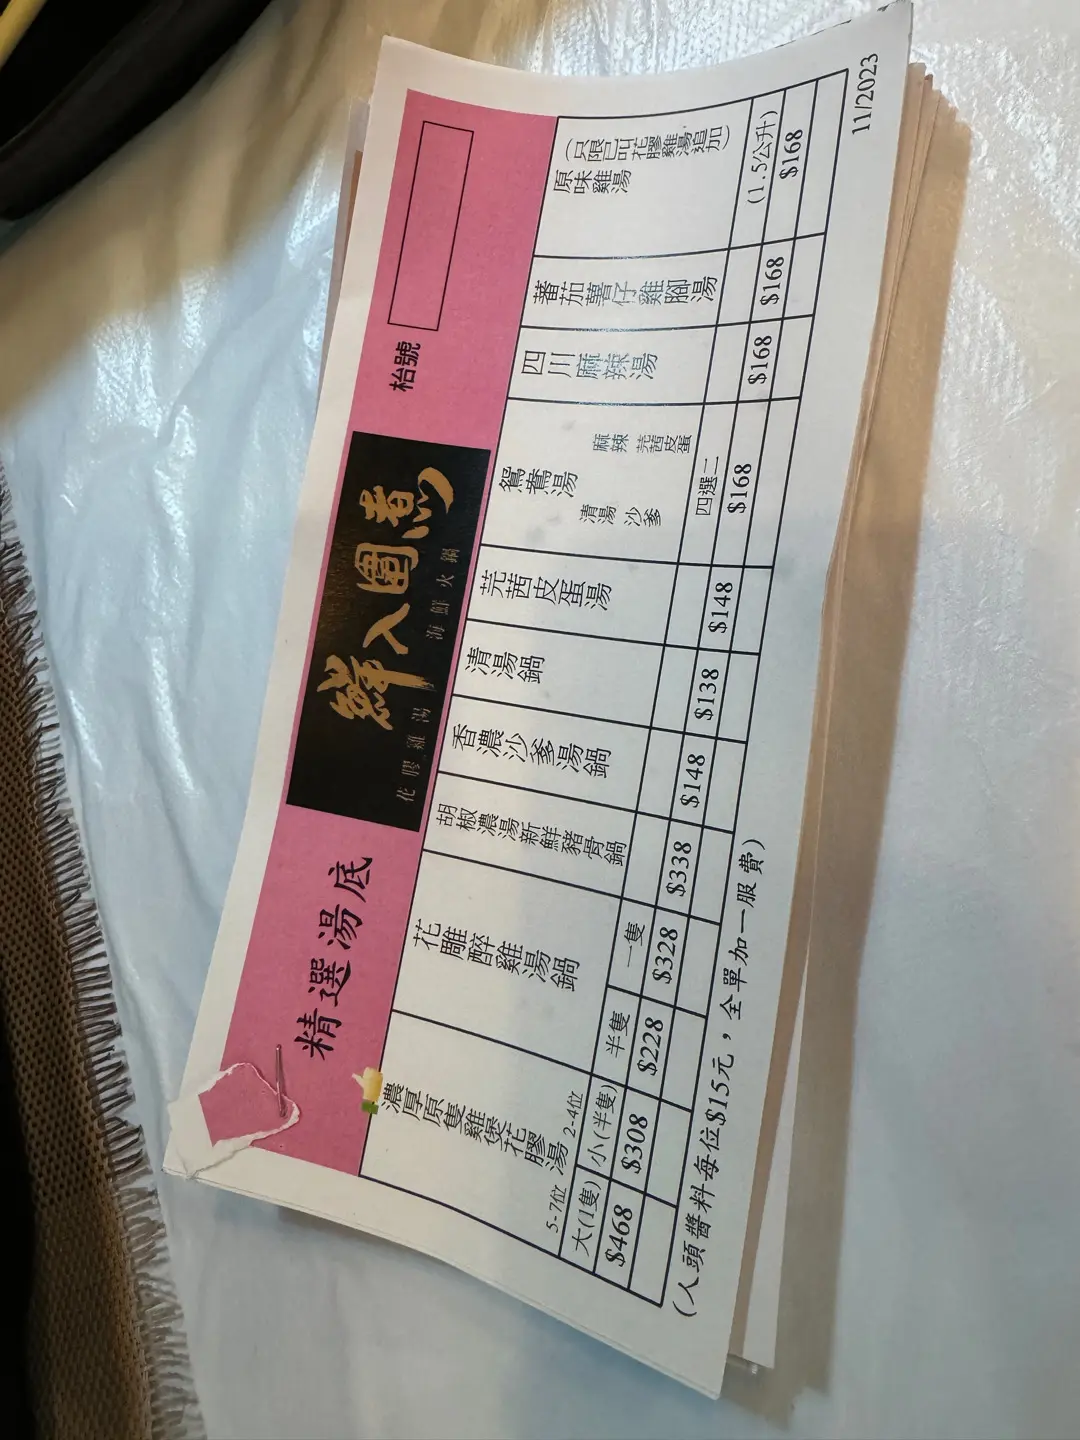 精選湯底
鮮入圍煮
花膠雞湯 海鮮火鍋
枱號
濃厚原隻雞煲花膠湯
5-7位 2-4位
大(1隻) 小(半隻)
$468 $308
花雕醉雞湯鍋
半隻 一隻
$228 $328
胡椒濃湯新鮮豬骨鍋
$338
香濃沙爹湯鍋
$148
清湯鍋
$138
芫茜皮蛋湯
$148
鴛鴦湯
清湯 麻辣
沙爹 芫茜皮蛋
四選二
$168
四川麻辣湯
$168
蕃茄薯仔雞腳湯
$168
原味雞湯
(只限已叫花膠雞湯追加)
(1.5公升)
$168
(人頭醬料每位$15元，全單加一服費)
11/2023